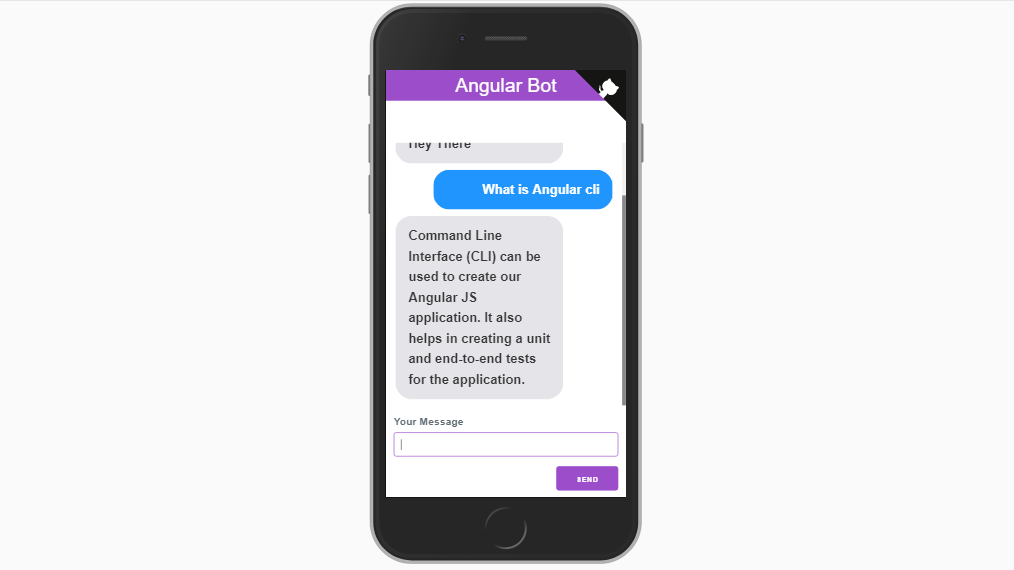 Angular Bot
Hey There
What is Angular cli
Command Line
Interface (CLI) can be
used to create our
Angular JS
application. It also
helps in creating a unit
and end-to-end tests
for the application.
Your Message
SEND